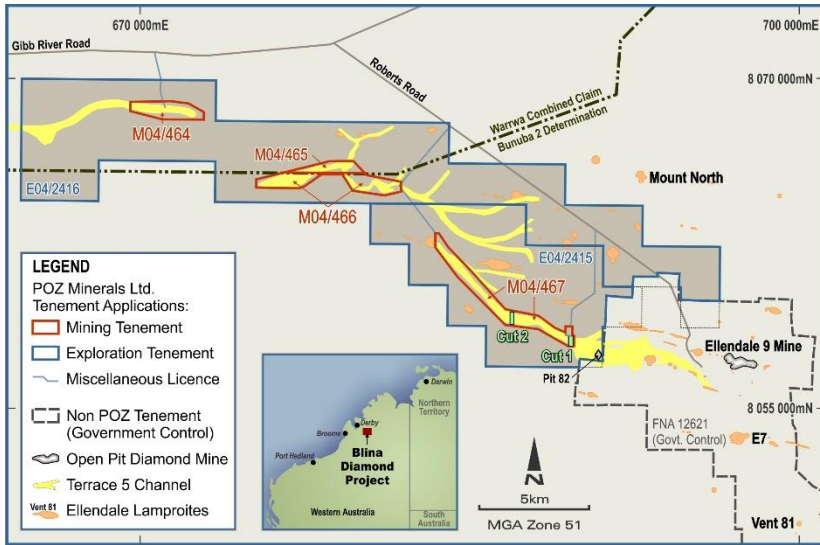 670 000mE
700 000mE
Gibb River Road
Roberts Road
8 070 000mN
Warrwa Combined Claim
Bunuba 2 Determination
M04/464
M04/465
E04/2416
M04/466
Mount North
E04/2415
M04/467
Cut 2
Cut 1
Pit 82
Ellendale 9 Mine
8 055 000mN
FNA 12621
(Govt. Control)
E7
Vent 81
LEGEND
POZ Minerals Ltd.
Tenement Applications:
Mining Tenement
Exploration Tenement
Miscellaneous Licence
Non POZ Tenement
(Government Control)
Open Pit Diamond Mine
Terrace 5 Channel
Vent 81
Ellendale Lamproites
Darwin
Northern
Territory
Derby
Broome
Blina
Diamond
Project
Port Hedland
Western Australia
South
Australia
N
5km
MGA Zone 51